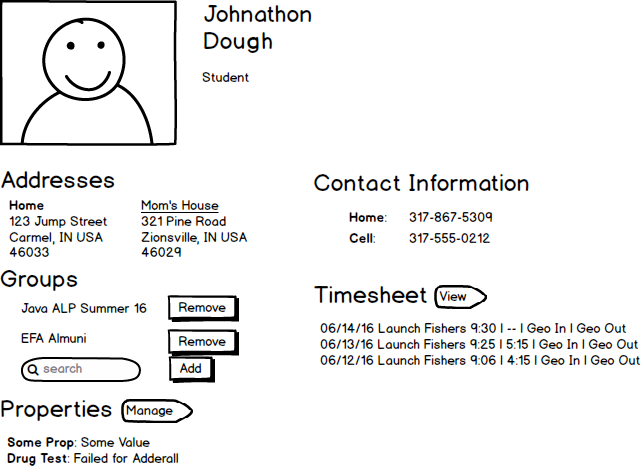 Johnathon
Dough
Student
Addresses
Home
123 Jump Street
Carmel, IN USA
46033
Mom's House
321 Pine Road
Zionsville, IN USA
46029
Contact Information
Home: 317-867-5309
Cell: 317-555-0212
Groups
Java ALP Summer 16 Remove
EFA Almuni Remove
search Add
Timesheet View
06/14/16 Launch Fishers 9:30 | -- | Geo In | Geo Out
06/13/16 Launch Fishers 9:25 | 5:15 | Geo In | Geo Out
06/12/16 Launch Fishers 9:06 | 4:15 | Geo In | Geo Out
Properties Manage
Some Prop: Some Value
Drug Test: Failed for Adderall